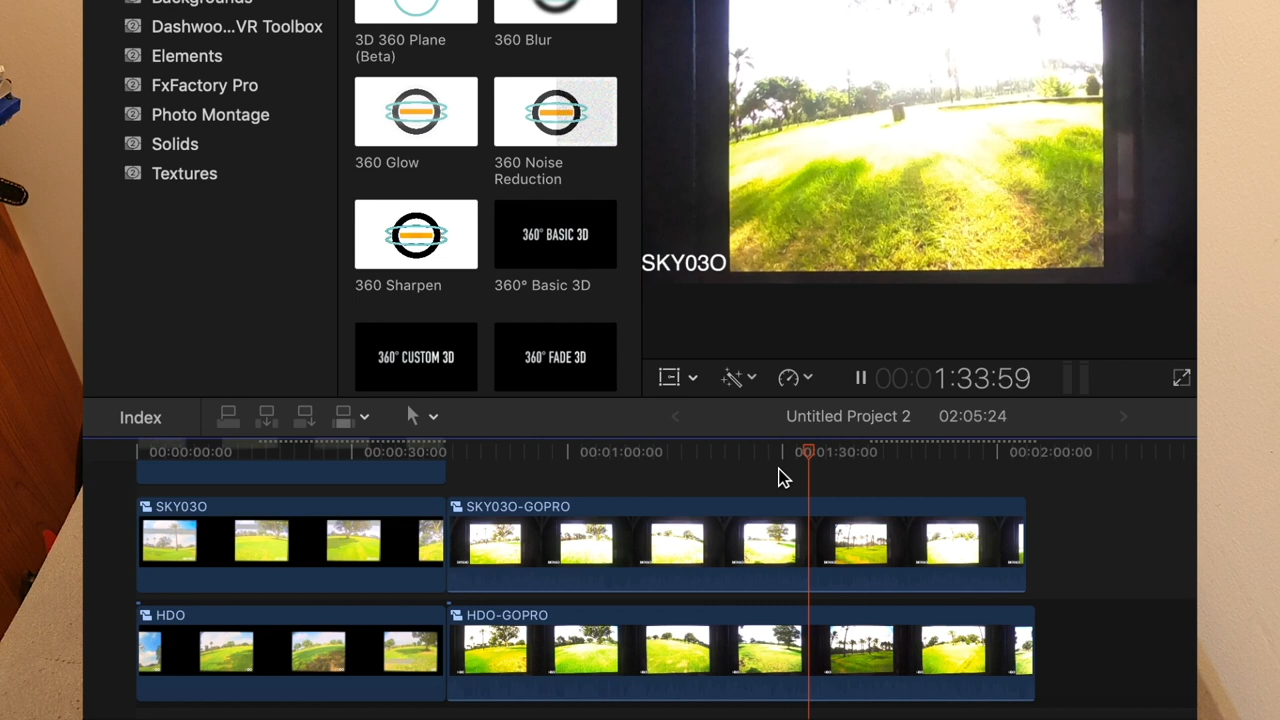 Backgrounds
Dashwoo...VR Toolbox
Elements
FxFactory Pro
Photo Montage
Solids
Textures
3D 360 Plane
(Beta)
360 Blur
360 Glow
360 Noise
Reduction
360° BASIC 3D
360 Sharpen
360° Basic 3D
360° CUSTOM 3D
360° FADE 3D
SKY03O
00:01:33:59
Index
Untitled Project 2
02:05:24
00:00:00:00
00:00:30:00
00:01:00:00
00:01:30:00
00:02:00:00
SKY03O
SKY03O-GOPRO
HDO
HDO-GOPRO